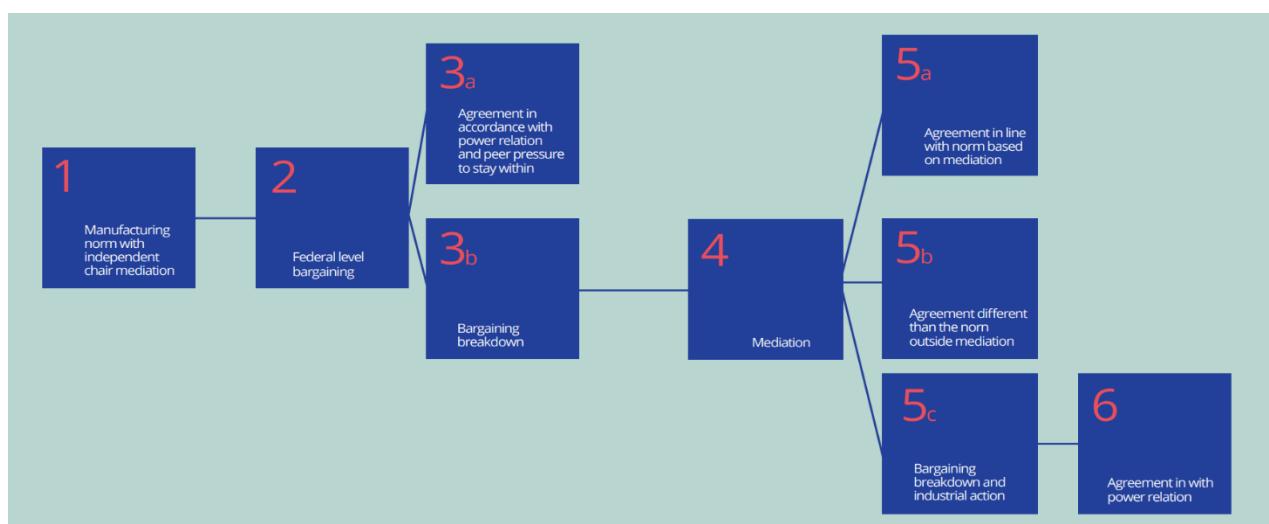 1
Manufacturing
norm with
independent
chair mediation
2
Federal level
bargaining
3a
Agreement in
accordance with
power relation
and peer pressure
to stay within
3b
Bargaining
breakdown
4
Mediation
5a
Agreement in line
with norm based
on mediation
5b
Agreement different
than the norn
outside mediation
5c
Bargaining
breakdown and
industrial action
6
Agreement in with
power relation